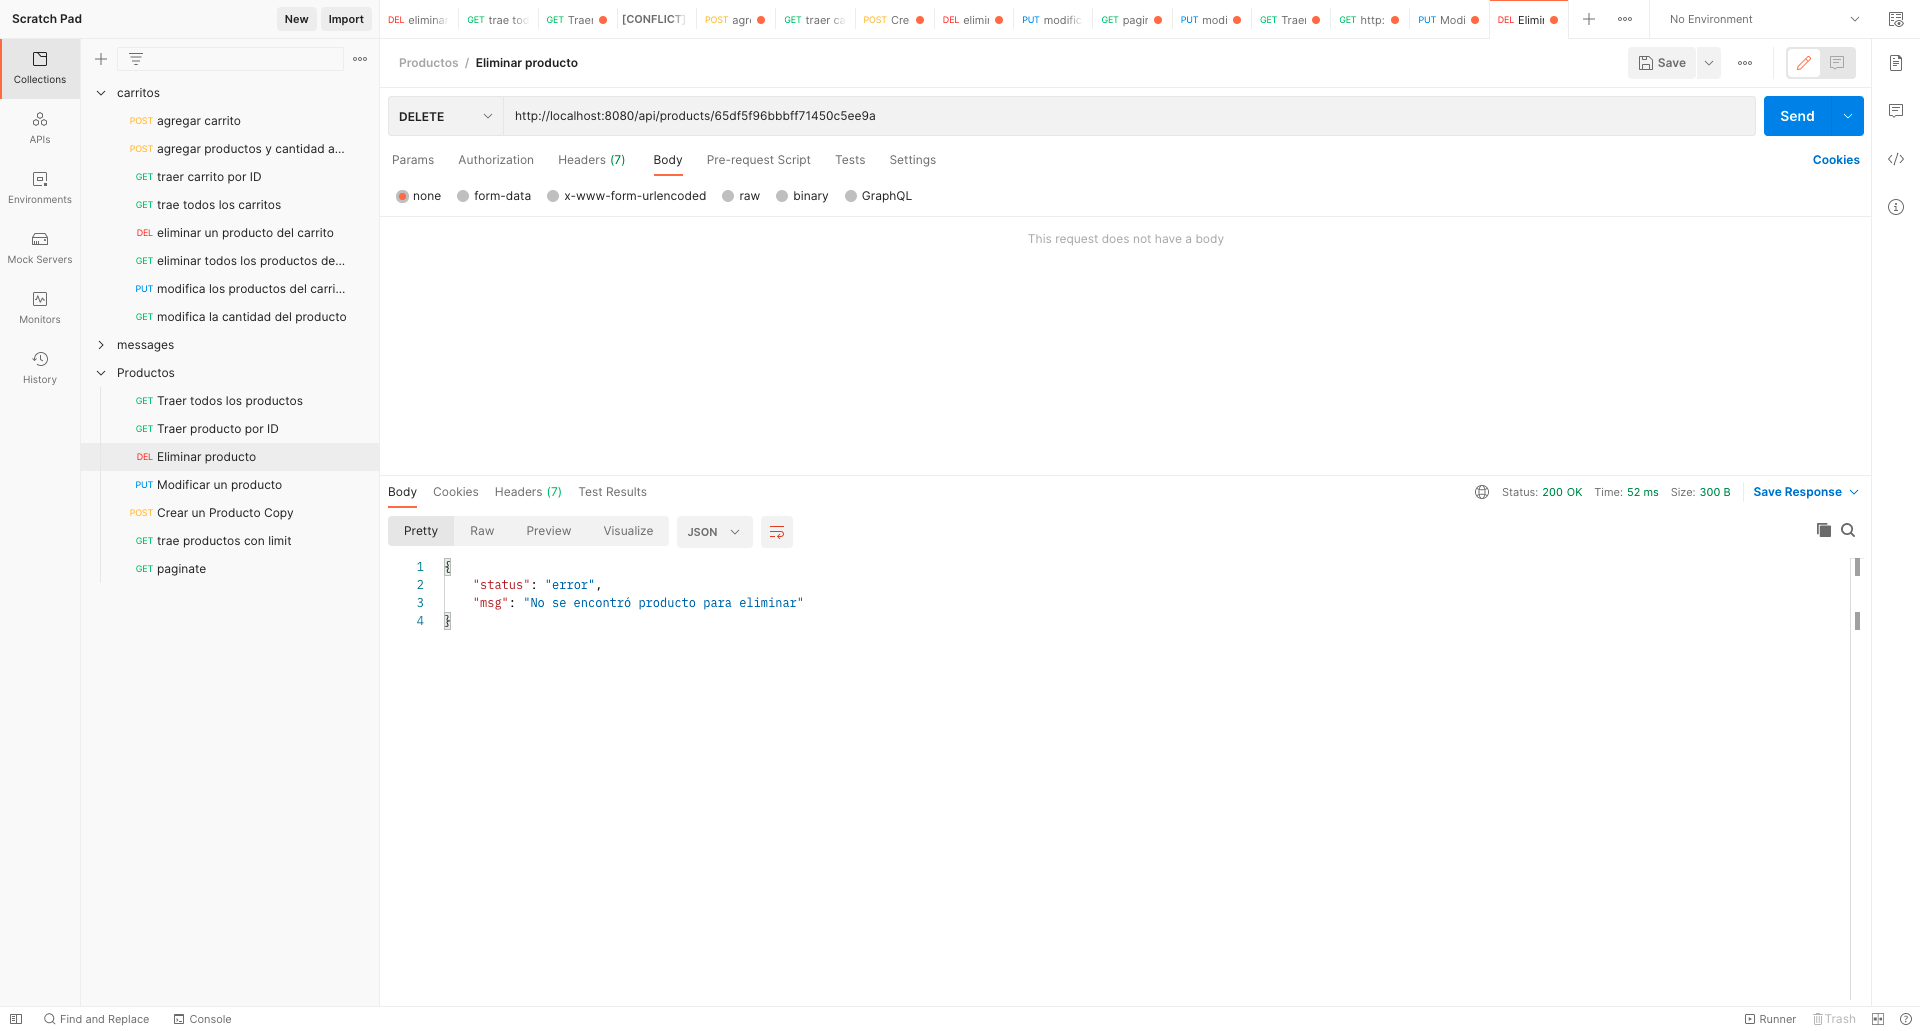 Scratch Pad
New
Import
DEL eliminar
GET trae tod
GET Traer
[CONFLICT]
POST agre
GET traer ca
POST Cre
DEL elimin
PUT modific
GET pagin
PUT modi
GET Traer
GET http:
PUT Modi
DEL Elimin
No Environment
Collections
APIs
Environments
Mock Servers
Monitors
History
carritos
POST agregar carrito
POST agregar productos y cantidad a...
GET traer carrito por ID
GET trae todos los carritos
DEL eliminar un producto del carrito
GET eliminar todos los productos de...
PUT modifica los productos del carri...
GET modifica la cantidad del producto
messages
Productos
GET Traer todos los productos
GET Traer producto por ID
DEL Eliminar producto
PUT Modificar un producto
POST Crear un Producto Copy
GET trae productos con limit
GET paginate
Productos / Eliminar producto
Save
DELETE
http://localhost:8080/api/products/65df5f96bbbff71450c5ee9a
Send
Params Authorization Headers (7) Body Pre-request Script Tests Settings
Cookies
none form-data x-www-form-urlencoded raw binary GraphQL
This request does not have a body
Body Cookies Headers (7) Test Results
Status: 200 OK Time: 52 ms Size: 300 B
Save Response
Pretty Raw Preview Visualize JSON
1 {
2 "status": "error",
3 "msg": "No se encontró producto para eliminar"
4 }
Find and Replace
Console
Runner
Trash